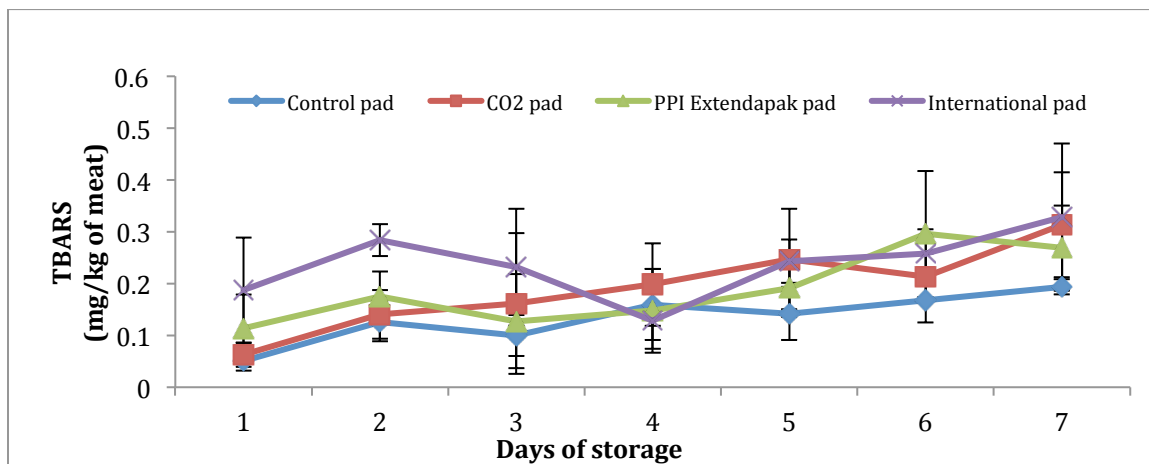 0.6
0.5
0.4
0.3
0.2
0.1
0
TBARS
(mg/kg of meat)
Control pad CO2 pad PPI Extendapak pad International pad
1 2 3 4 5 6 7
Days of storage